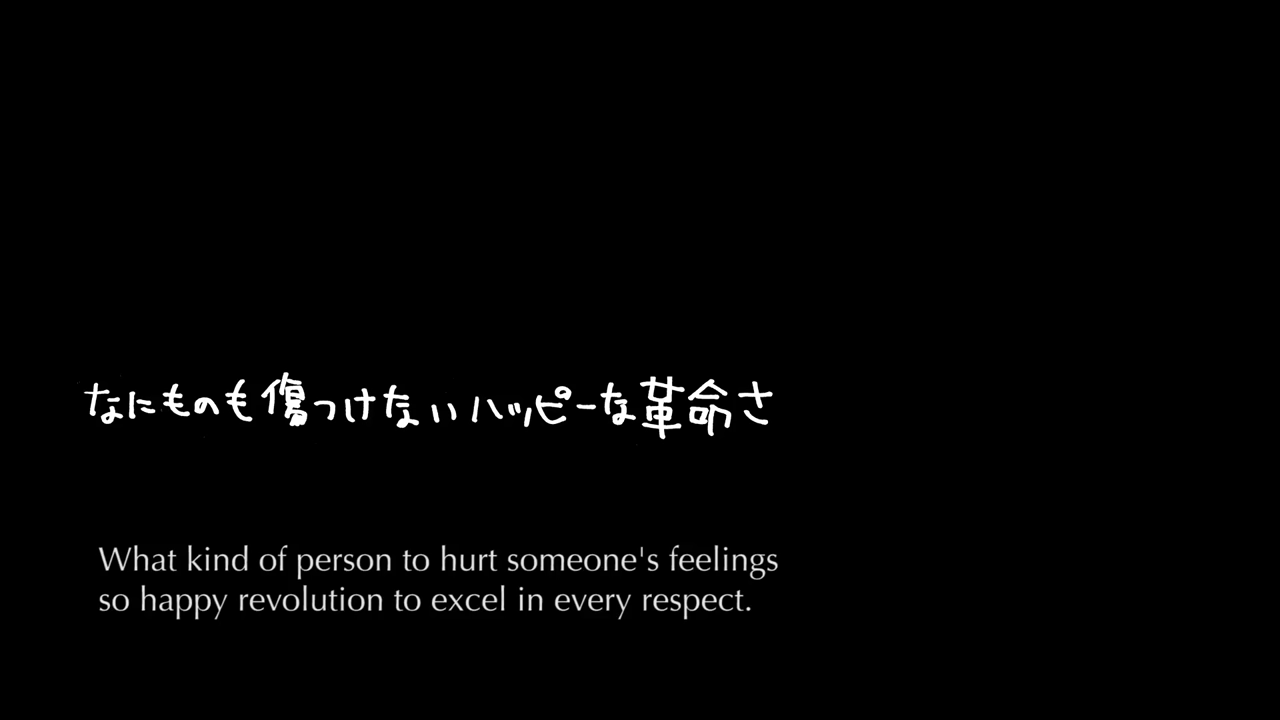 なにものも傷つけないハッピーな革命さ
What kind of person to hurt someone's feelings
so happy revolution to excel in every respect.